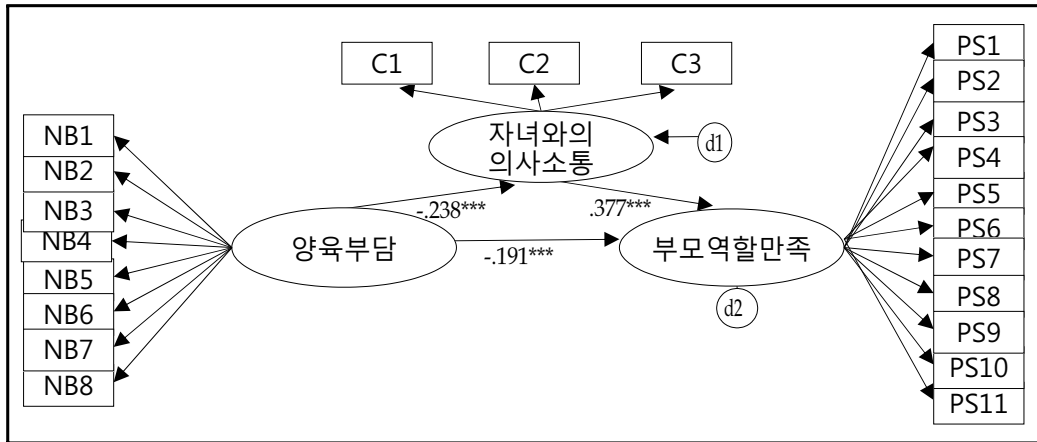 C1
C2
C3
자녀와의
의사소통
d1
NB1
NB2
NB3
NB4
NB5
NB6
NB7
NB8
양육부담
-.238***
.377***
-.191***
부모역할만족
d2
PS1
PS2
PS3
PS4
PS5
PS6
PS7
PS8
PS9
PS10
PS11